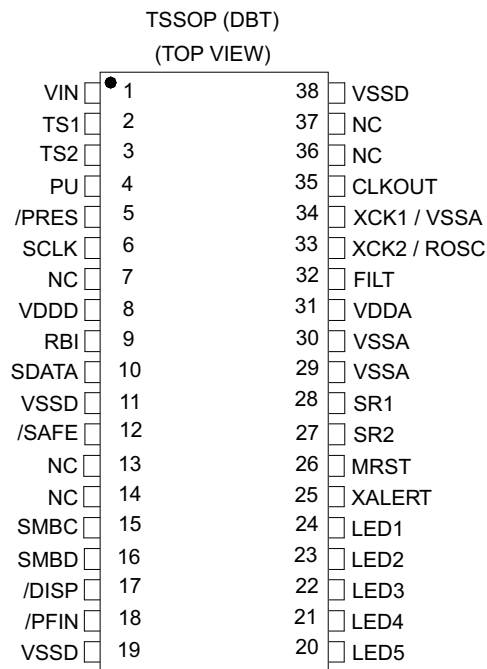 TSSOP (DBT)
(TOP VIEW)
VIN 1 38 VSSD
TS1 2 37 NC
TS2 3 36 NC
PU 4 35 CLKOUT
/PRES 5 34 XCK1 / VSSA
SCLK 6 33 XCK2 / ROSC
NC 7 32 FILT
VDDD 8 31 VDDA
RBI 9 30 VSSA
SDATA 10 29 VSSA
VSSD 11 28 SR1
/SAFE 12 27 SR2
NC 13 26 MRST
NC 14 25 XALERT
SMBC 15 24 LED1
SMBD 16 23 LED2
/DISP 17 22 LED3
/PFIN 18 21 LED4
VSSD 19 20 LED5